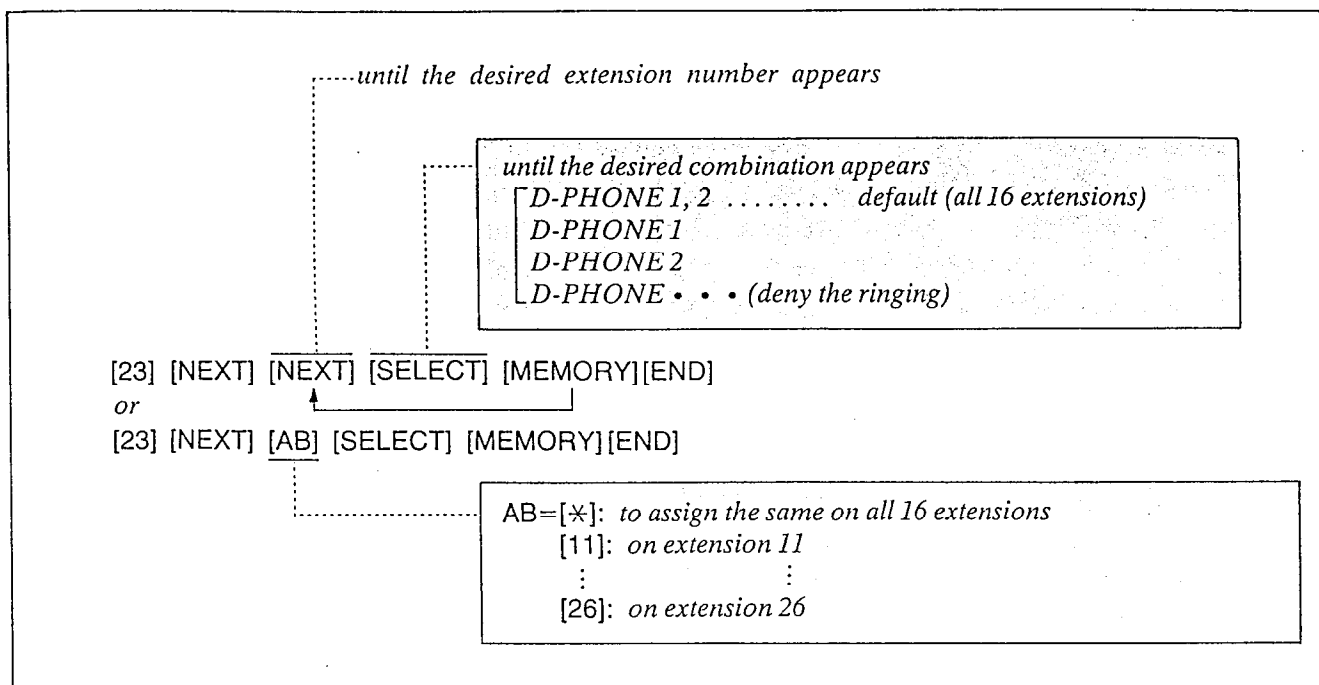 until the desired extension number appears
until the desired combination appears
D-PHONE 1, 2 ........ default (all 16 extensions)
D-PHONE 1
D-PHONE 2
D-PHONE • • • (deny the ringing)
[23] [NEXT] [NEXT] [SELECT] [MEMORY] [END]
or
[23] [NEXT] [AB] [SELECT] [MEMORY] [END]
AB=[✳]: to assign the same on all 16 extensions
[11]: on extension 11
⋮ ⋮
[26]: on extension 26